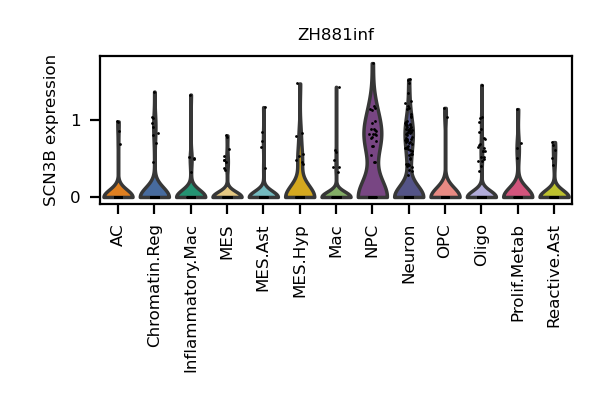 ZH881inf
SCN3B expression
1
0
AC
Chromatin.Reg
Inflammatory.Mac
MES
MES.Ast
MES.Hyp
Mac
NPC
Neuron
OPC
Oligo
Prolif.Metab
Reactive.Ast